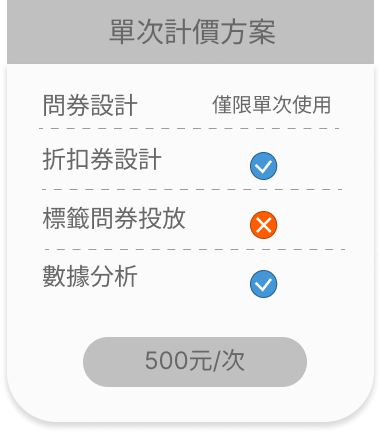 單次計價方案
問券設計 僅限單次使用
折扣券設計
標籤問券投放
數據分析
500元/次